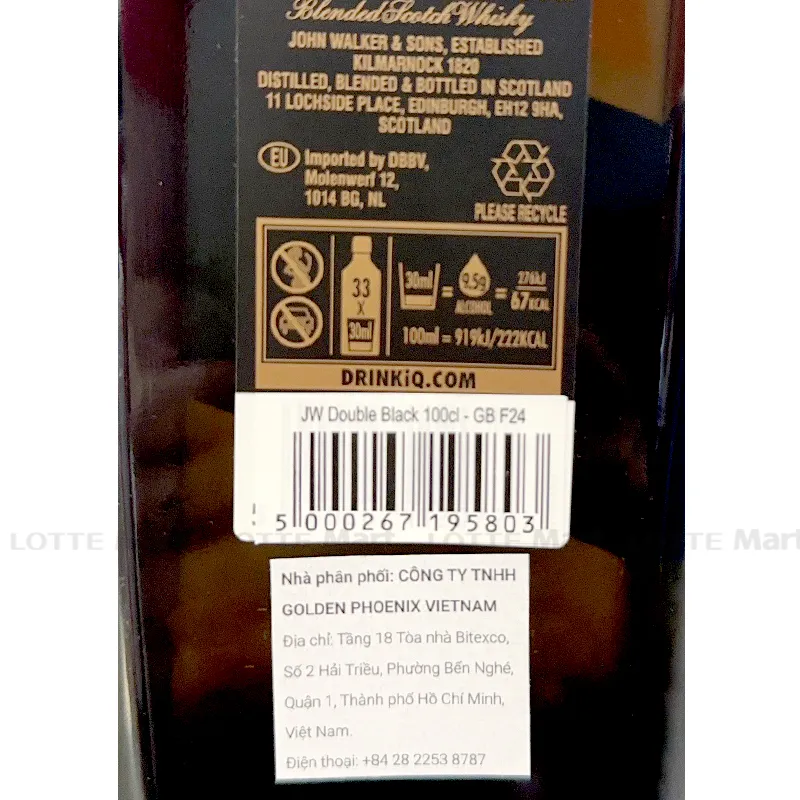 Blended Scotch Whisky
JOHN WALKER & SONS, ESTABLISHED
KILMARNOCK 1820
DISTILLED, BLENDED & BOTTLED IN SCOTLAND
11 LOCHSIDE PLACE, EDINBURGH, EH12 9HA,
SCOTLAND
EU Imported by DBBV,
Molenwerf 12,
1014 BG, NL
PLEASE RECYCLE
33
X
30ml
30ml = 9.5g ALCOHOL = 276kJ 67KCAL
100ml = 919kJ/222KCAL
DRINKiQ.COM
JW Double Black 100cl - GB F24
5 000267 195803
LOTTE Mart LOTTE Mart LOTTE Mart
Nhà phân phối: CÔNG TY TNHH
GOLDEN PHOENIX VIETNAM
Địa chỉ: Tầng 18 Tòa nhà Bitexco,
Số 2 Hải Triều, Phường Bến Nghé,
Quận 1, Thành phố Hồ Chí Minh,
Việt Nam.
Điện thoại: +84 28 2253 8787